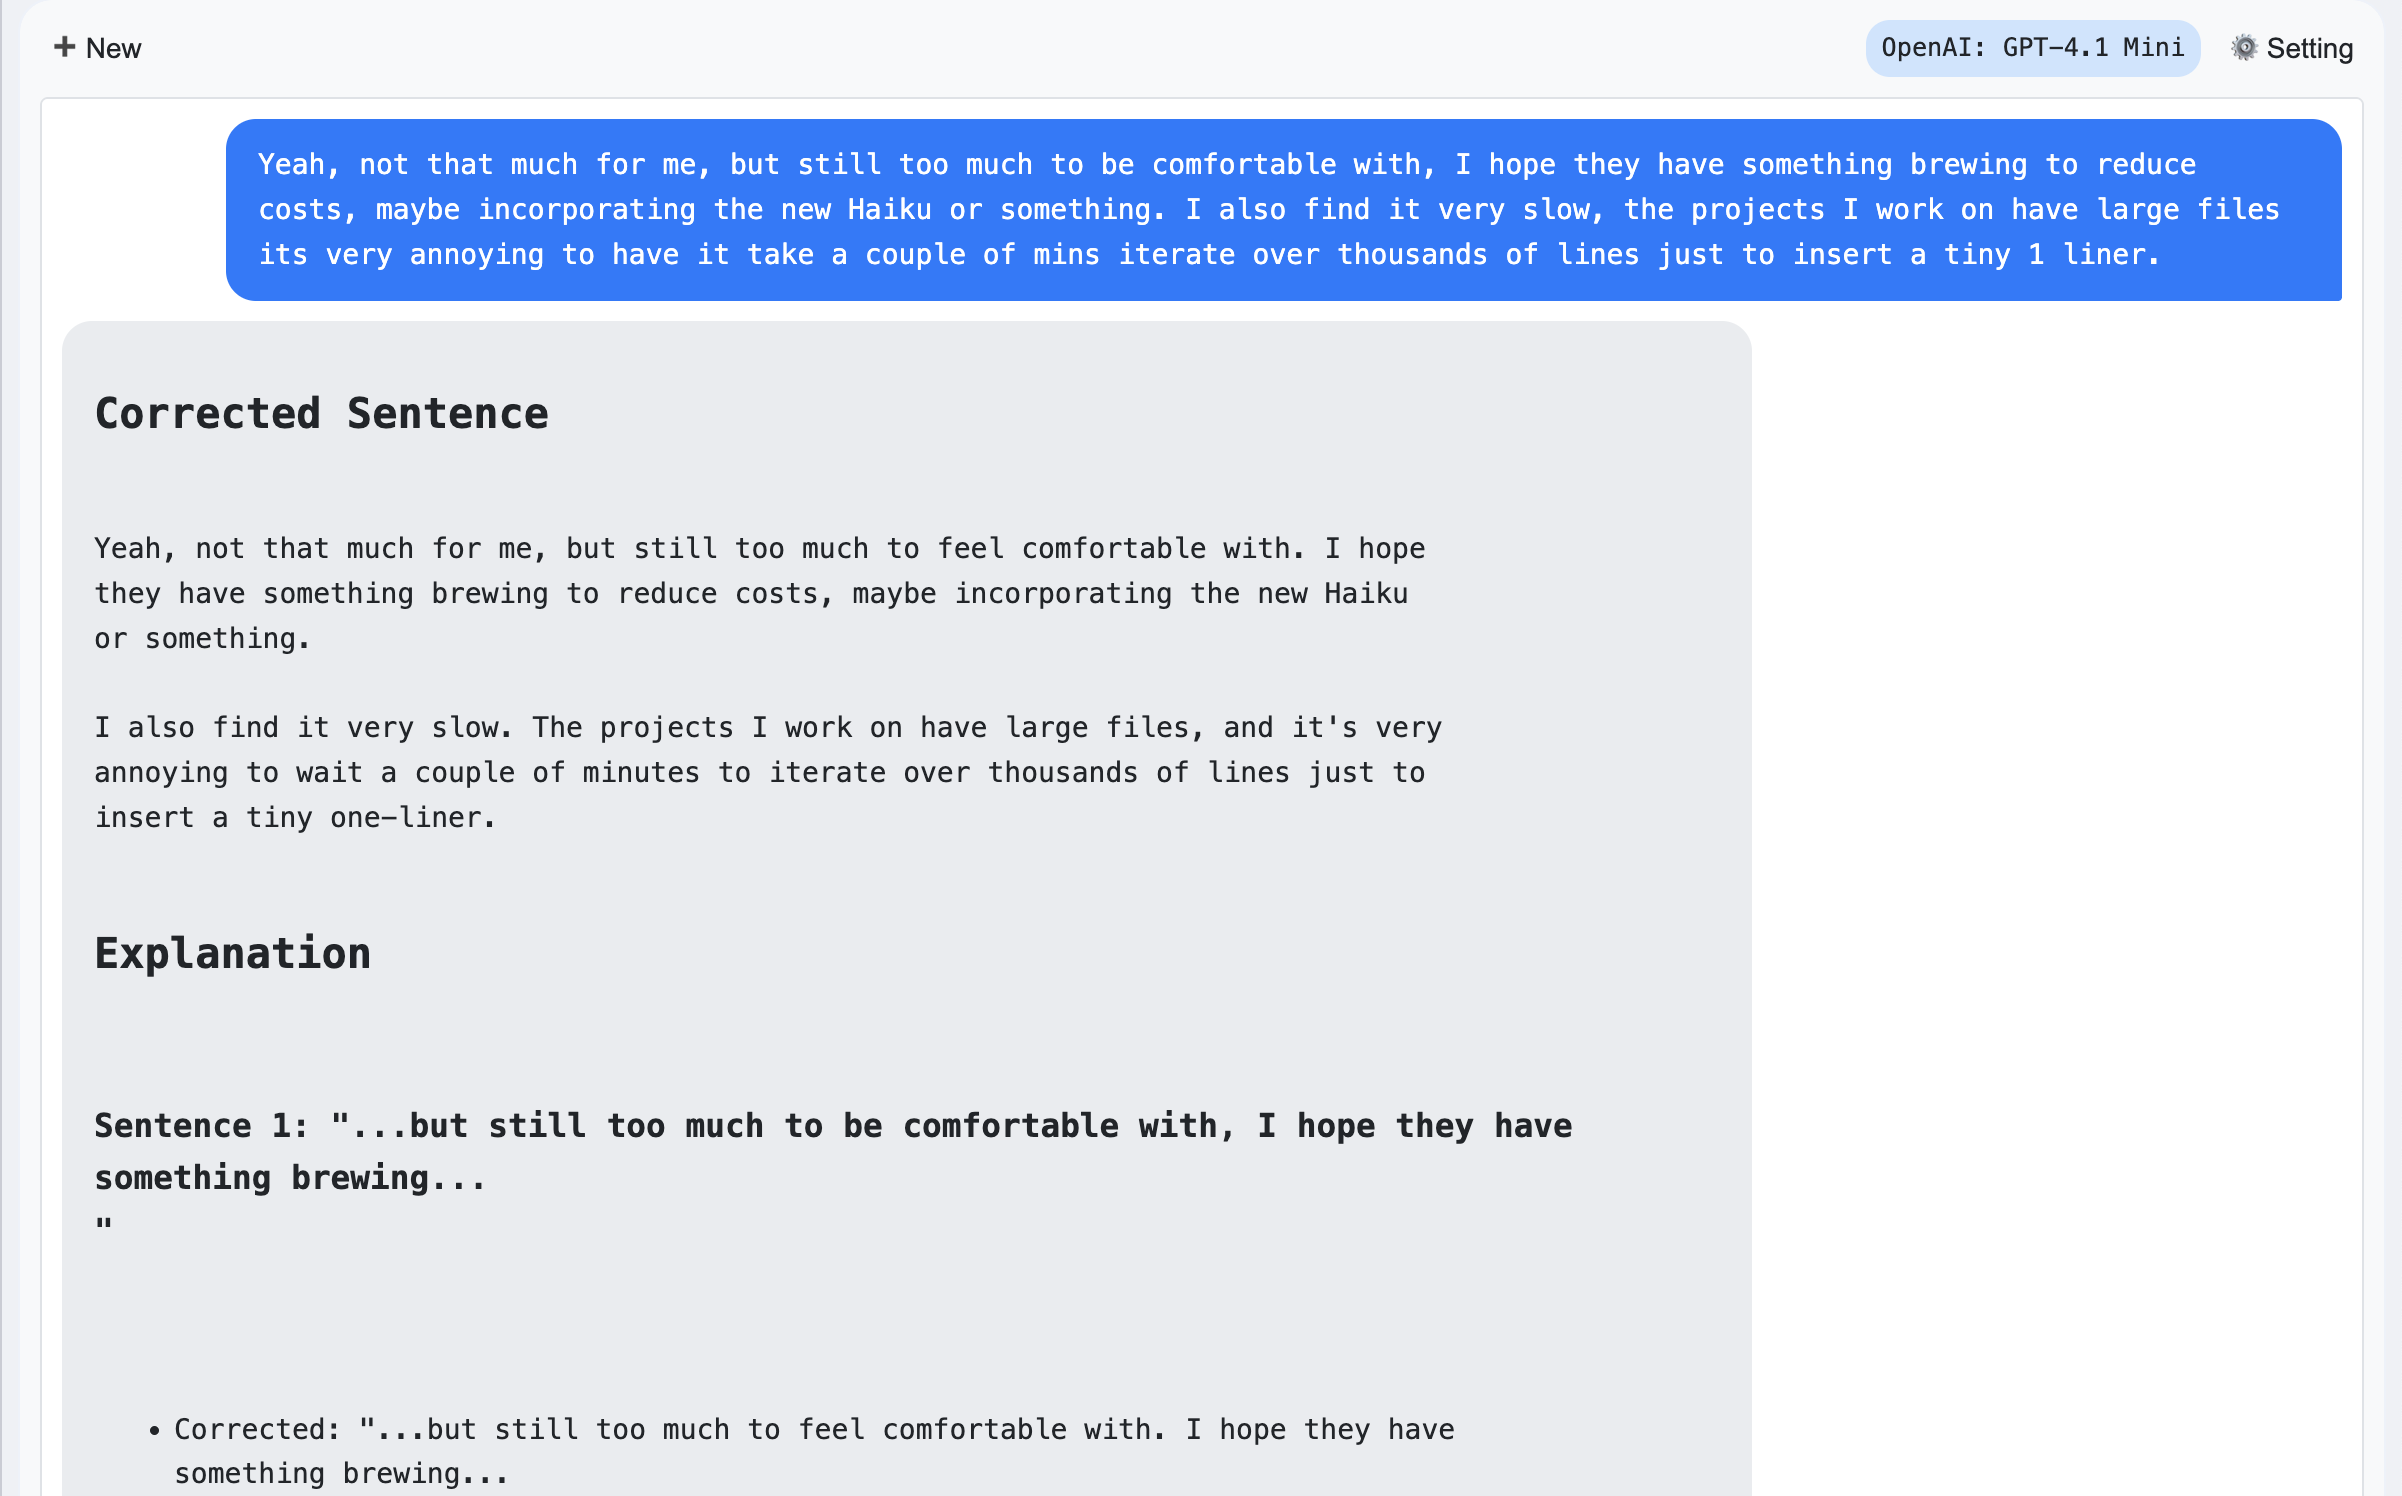 + New
OpenAI: GPT-4.1 Mini
Setting
Yeah, not that much for me, but still too much to be comfortable with, I hope they have something brewing to reduce
costs, maybe incorporating the new Haiku or something. I also find it very slow, the projects I work on have large files
its very annoying to have it take a couple of mins iterate over thousands of lines just to insert a tiny 1 liner.
Corrected Sentence
Yeah, not that much for me, but still too much to feel comfortable with. I hope
they have something brewing to reduce costs, maybe incorporating the new Haiku
or something.
I also find it very slow. The projects I work on have large files, and it's very
annoying to wait a couple of minutes to iterate over thousands of lines just to
insert a tiny one-liner.
Explanation
Sentence 1: "...but still too much to be comfortable with, I hope they have
something brewing...
"
• Corrected: "...but still too much to feel comfortable with. I hope they have
something brewing...